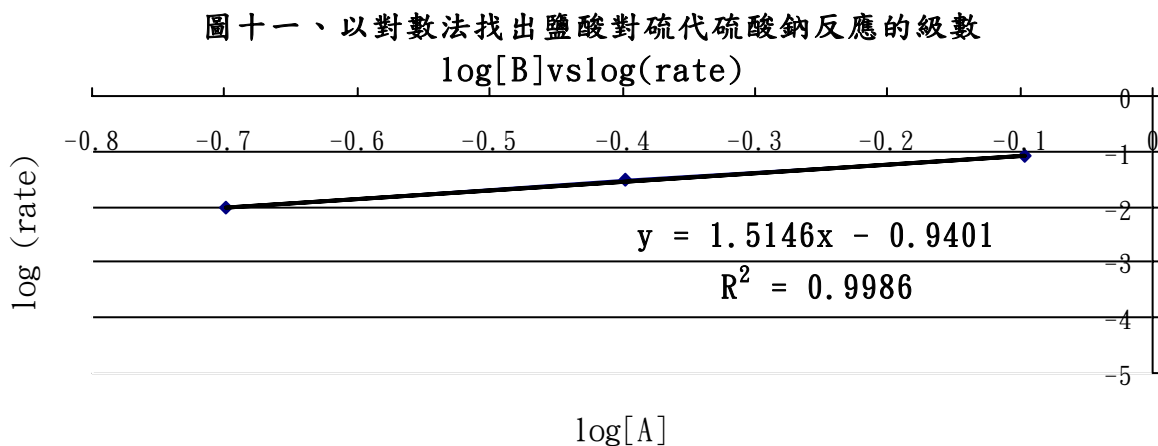 圖十一、以對數法找出鹽酸對硫代硫酸鈉反應的級數
log[B]vslog(rate)
0
-0.8 -0.7 -0.6 -0.5 -0.4 -0.3 -0.2 -0.1 0
-1
-2
y = 1.5146x - 0.9401
-3
R² = 0.9986
-4
-5
log (rate)
log[A]